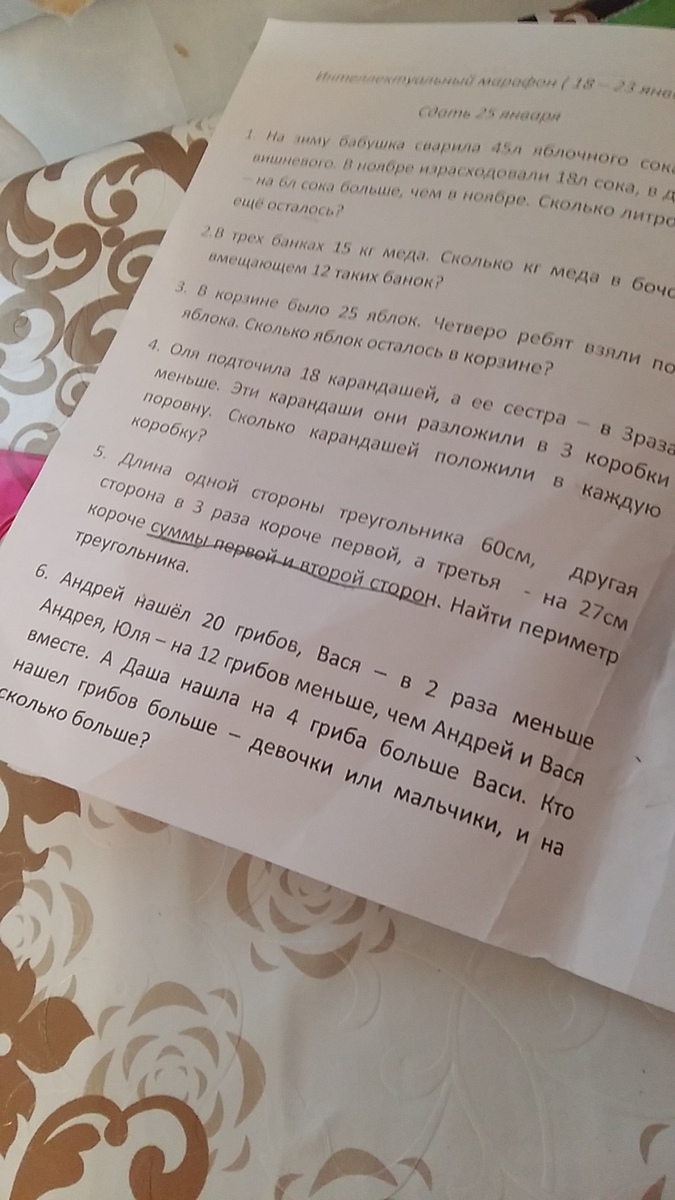 Интеллектуальный марафон ( 18 – 23 янва
Сдать 25 января
1. На зиму бабушка сварила 45л яблочного сока
вишневого. В ноябре израсходовали 18л сока, в д
– на 6л сока больше, чем в ноябре. Сколько литро
ещё осталось?
2.В трех банках 15 кг меда. Сколько кг меда в бочо
вмещающем 12 таких банок?
3. В корзине было 25 яблок. Четверо ребят взяли по
яблока. Сколько яблок осталось в корзине?
4. Оля подточила 18 карандашей, а ее сестра – в 3раза
меньше. Эти карандаши они разложили в 3 коробки
поровну. Сколько карандашей положили в каждую
коробку?
5. Длина одной стороны треугольника 60см, другая
сторона в 3 раза короче первой, а третья - на 27см
короче суммы первой и второй сторон. Найти периметр
треугольника.
6. Андрей нашёл 20 грибов, Вася – в 2 раза меньше
Андрея, Юля – на 12 грибов меньше, чем Андрей и Вася
вместе. А Даша нашла на 4 гриба больше Васи. Кто
нашел грибов больше – девочки или мальчики, и на
сколько больше?